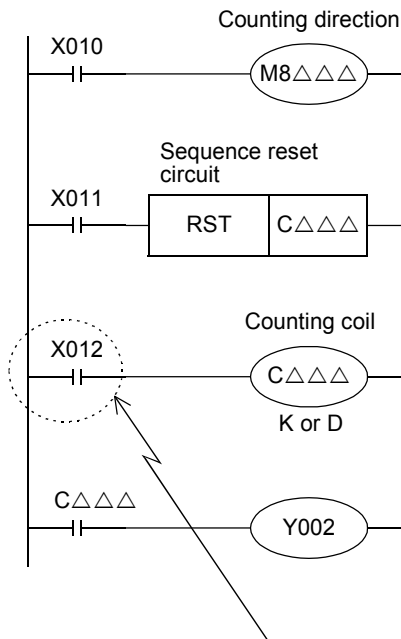 Counting direction
X010
M8△△△
Sequence reset
circuit
X011
RST
C△△△
Counting coil
X012
C△△△
K or D
C△△△
Y002